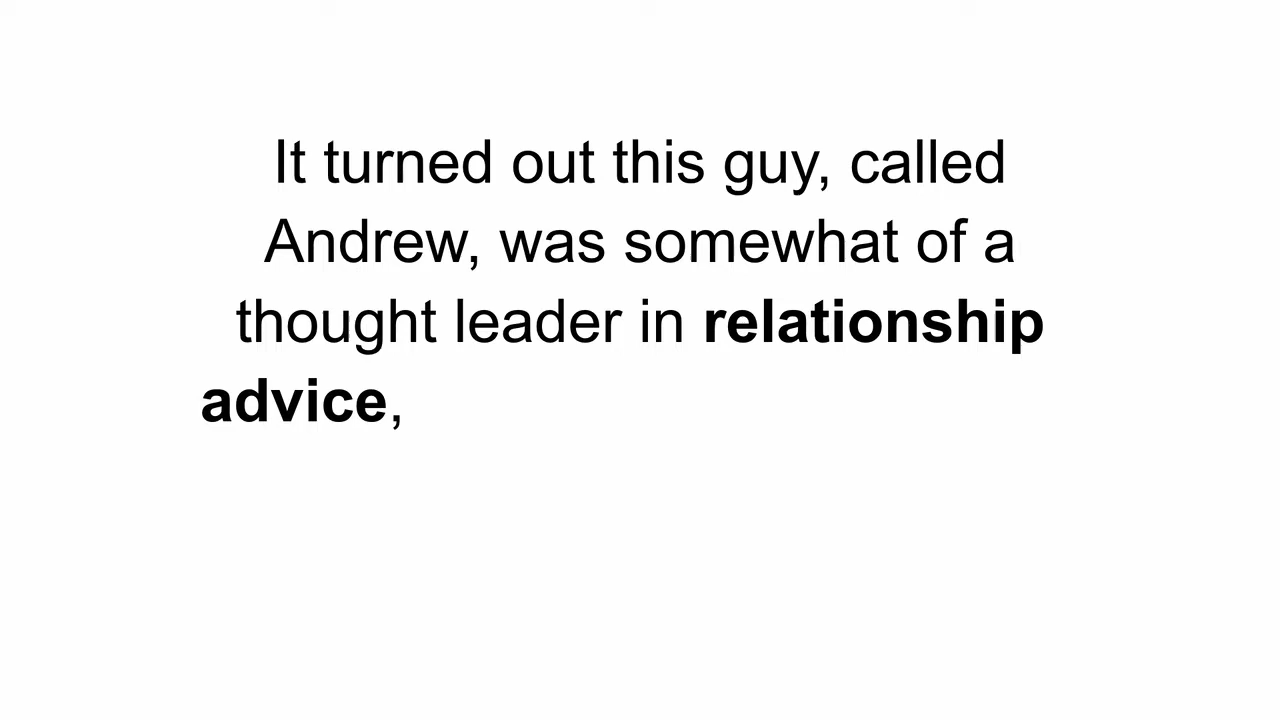 It turned out this guy, called
Andrew, was somewhat of a
thought leader in relationship
advice,